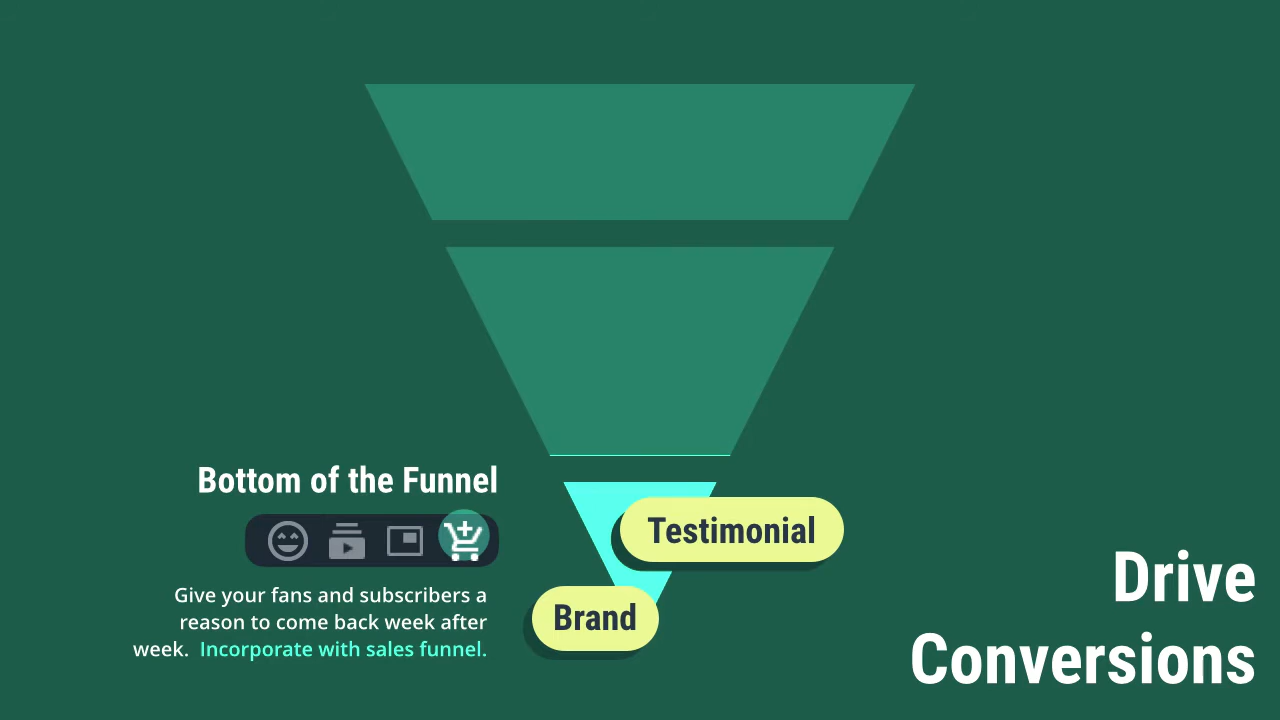 Bottom of the Funnel
Give your fans and subscribers a
reason to come back week after
week. Incorporate with sales funnel.
Testimonial
Brand
Drive
Conversions